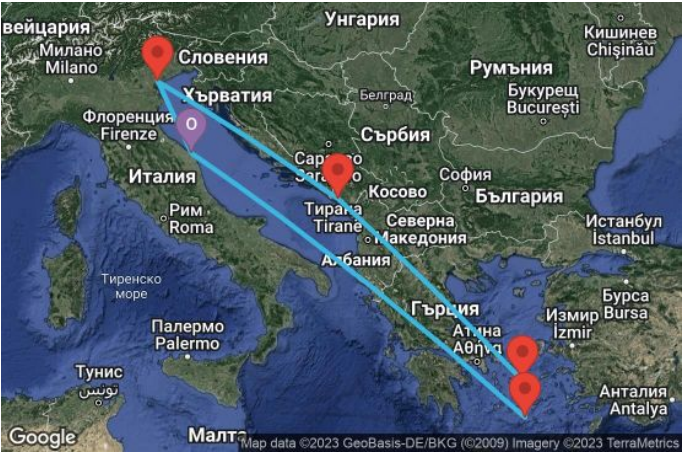 Унгария
вейцария
Кишинев
Chișinău
Милано
Milano
Словения
Румъния
Хърватия
Белград
Букурещ
București
Флоренция
Firenze
O
Сърбия
Италия
Косово
София
България
Рим
Roma
Тирана
Tiranë
Северна
Македония
Истанбул
İstanbul
Албания
Тиренско
море
Гърция
Бурса
Bursa
Измир
İzmir
Палермо
Palermo
Атина
Αθήνα
Тунис
تونس
Анталия
Antalya
Малта
Google
Map data ©2023 GeoBasis-DE/BKG (©2009) Imagery ©2023 TerraMetrics